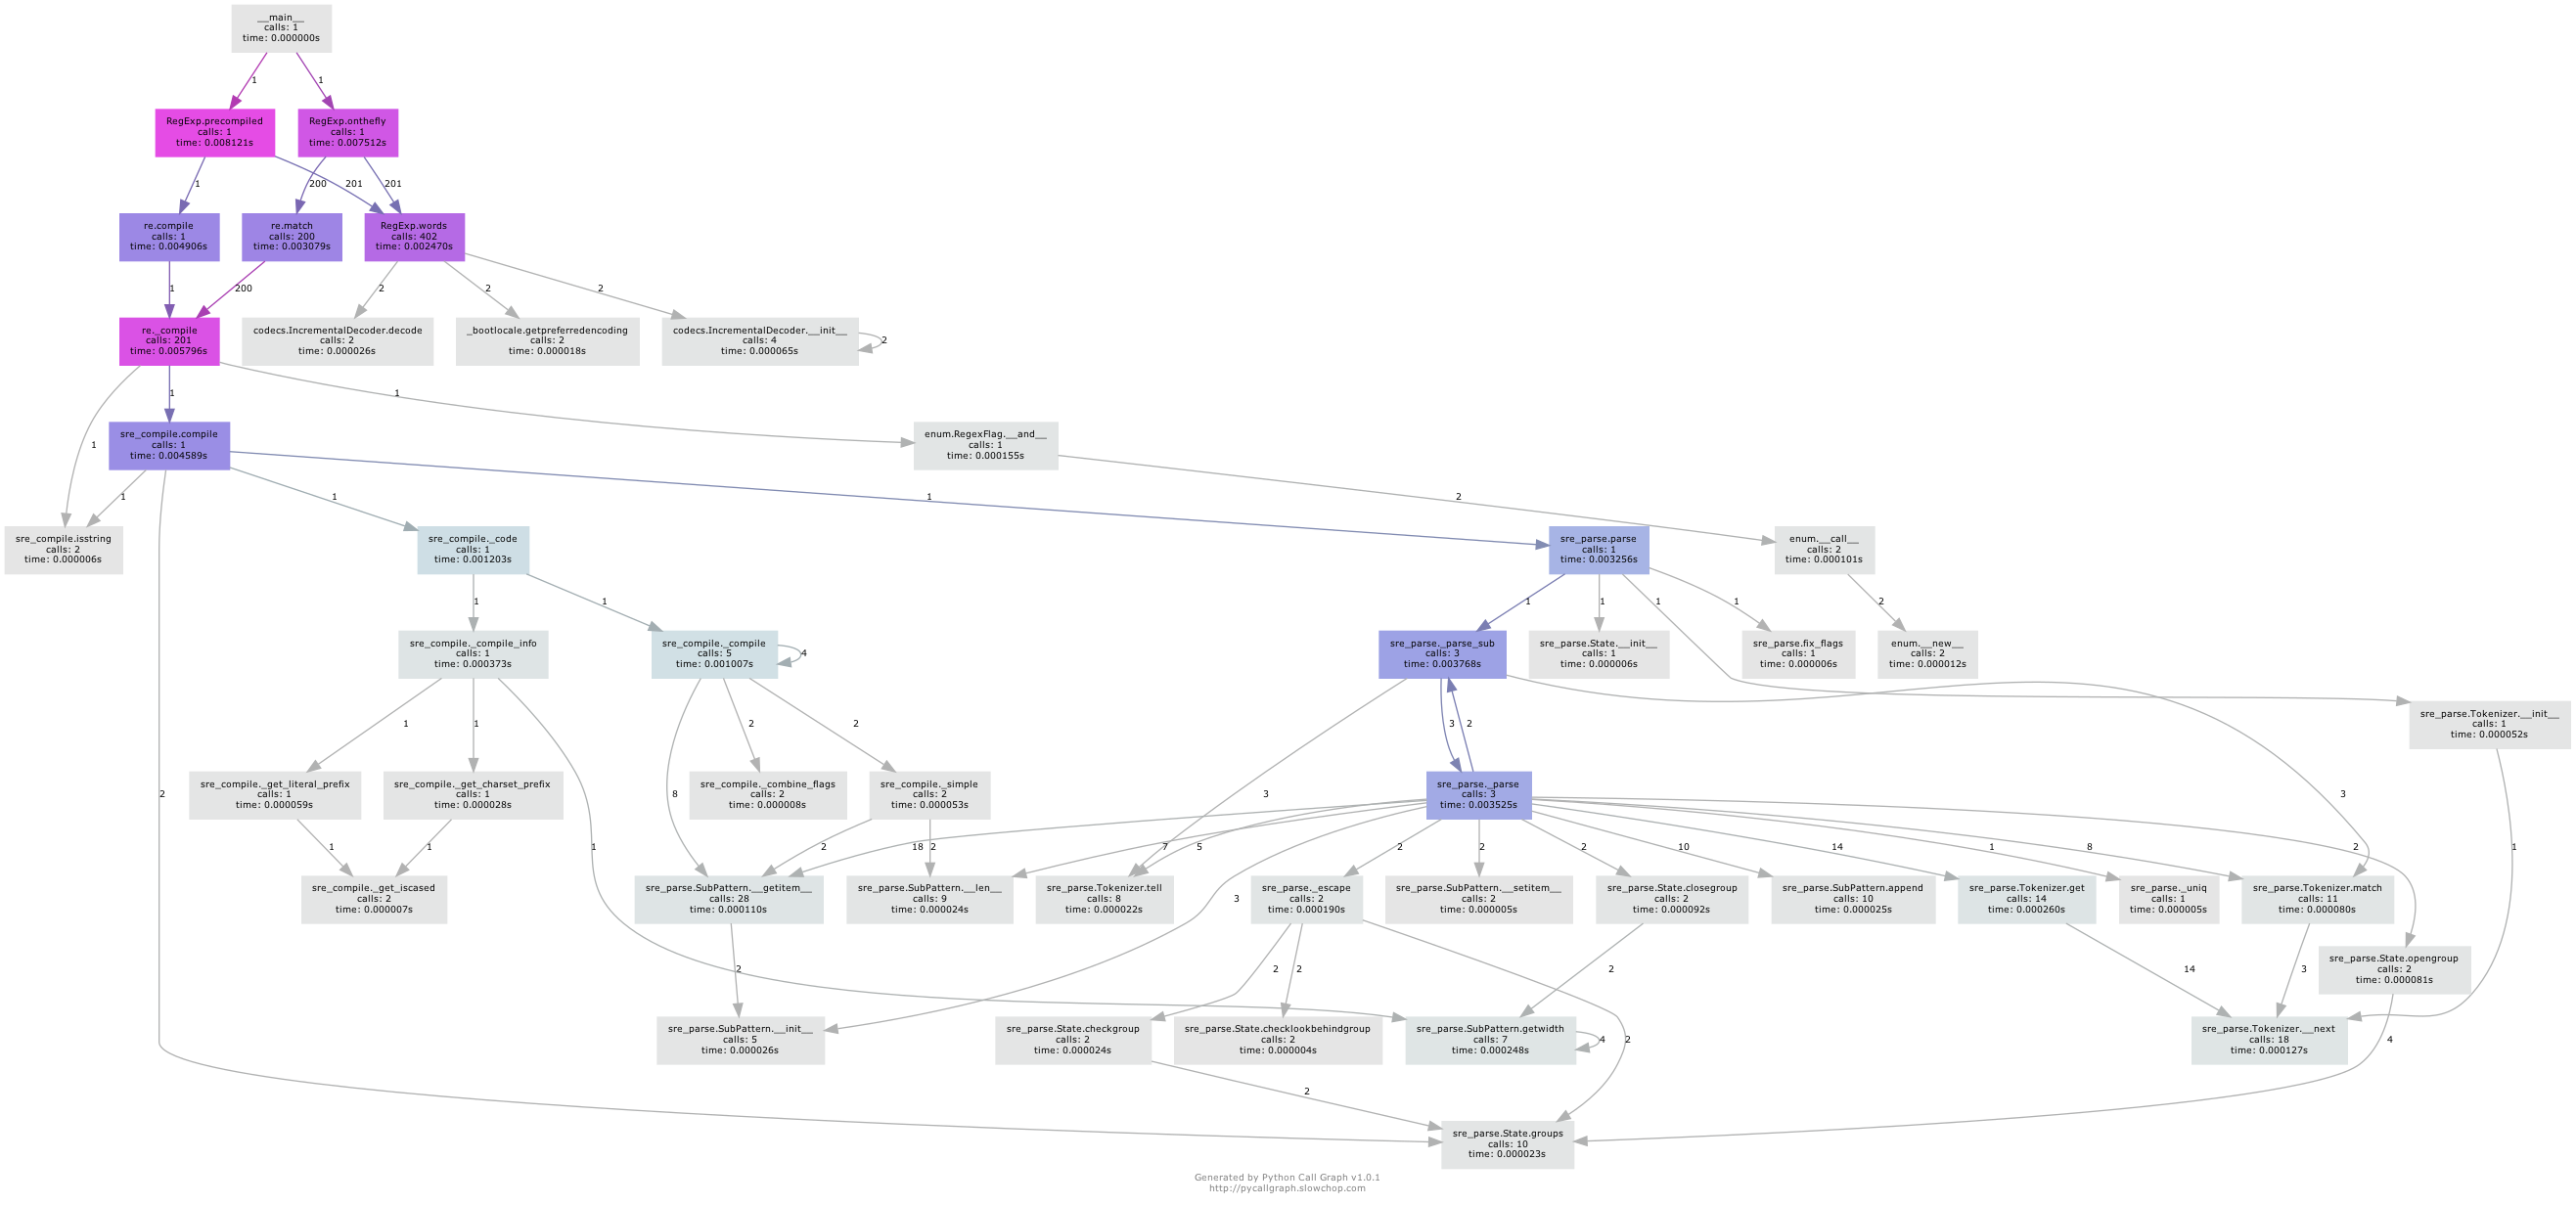 __main__
calls: 1
time: 0.000000s
1
1
RegExp.precompiled
calls: 1
time: 0.008121s
RegExp.onthefly
calls: 1
time: 0.007512s
1
200
201
201
re.compile
calls: 1
time: 0.004906s
re.match
calls: 200
time: 0.003079s
RegExp.words
calls: 402
time: 0.002470s
1
200
2
2
2
re._compile
calls: 201
time: 0.005796s
codecs.IncrementalDecoder.decode
calls: 2
time: 0.000026s
_bootlocale.getpreferredencoding
calls: 2
time: 0.000018s
codecs.IncrementalDecoder.__init__
calls: 4
time: 0.000065s
2
1
1
1
sre_compile.compile
calls: 1
time: 0.004589s
enum.RegexFlag.__and__
calls: 1
time: 0.000155s
1
1
1
2
sre_compile.isstring
calls: 2
time: 0.000006s
sre_compile._code
calls: 1
time: 0.001203s
sre_parse.parse
calls: 1
time: 0.003256s
enum.__call__
calls: 2
time: 0.000101s
1
1
1
1
1
1
2
sre_compile._compile_info
calls: 1
time: 0.000373s
sre_compile._compile
calls: 5
time: 0.001007s
4
sre_parse._parse_sub
calls: 3
time: 0.003768s
sre_parse.State.__init__
calls: 1
time: 0.000006s
sre_parse.fix_flags
calls: 1
time: 0.000006s
enum.__new__
calls: 2
time: 0.000012s
1
1
2
2
3
2
sre_parse.Tokenizer.__init__
calls: 1
time: 0.000052s
2
sre_compile._get_literal_prefix
calls: 1
time: 0.000059s
sre_compile._get_charset_prefix
calls: 1
time: 0.000028s
8
sre_compile._combine_flags
calls: 2
time: 0.000008s
sre_compile._simple
calls: 2
time: 0.000053s
3
sre_parse._parse
calls: 3
time: 0.003525s
3
1
1
1
2
18
2
7
5
2
2
2
10
14
1
8
2
1
sre_compile._get_iscased
calls: 2
time: 0.000007s
sre_parse.SubPattern.__getitem__
calls: 28
time: 0.000110s
sre_parse.SubPattern.__len__
calls: 9
time: 0.000024s
sre_parse.Tokenizer.tell
calls: 8
time: 0.000022s
3
sre_parse._escape
calls: 2
time: 0.000190s
sre_parse.SubPattern.__setitem__
calls: 2
time: 0.000005s
sre_parse.State.closegroup
calls: 2
time: 0.000092s
sre_parse.SubPattern.append
calls: 10
time: 0.000025s
sre_parse.Tokenizer.get
calls: 14
time: 0.000260s
sre_parse._uniq
calls: 1
time: 0.000005s
sre_parse.Tokenizer.match
calls: 11
time: 0.000080s
2
2
2
2
14
3
sre_parse.State.opengroup
calls: 2
time: 0.000081s
sre_parse.SubPattern.__init__
calls: 5
time: 0.000026s
sre_parse.State.checkgroup
calls: 2
time: 0.000024s
sre_parse.State.checklookbehindgroup
calls: 2
time: 0.000004s
sre_parse.SubPattern.getwidth
calls: 7
time: 0.000248s
4
2
sre_parse.Tokenizer.__next
calls: 18
time: 0.000127s
4
2
sre_parse.State.groups
calls: 10
time: 0.000023s
Generated by Python Call Graph v1.0.1
http://pycallgraph.slowchop.com